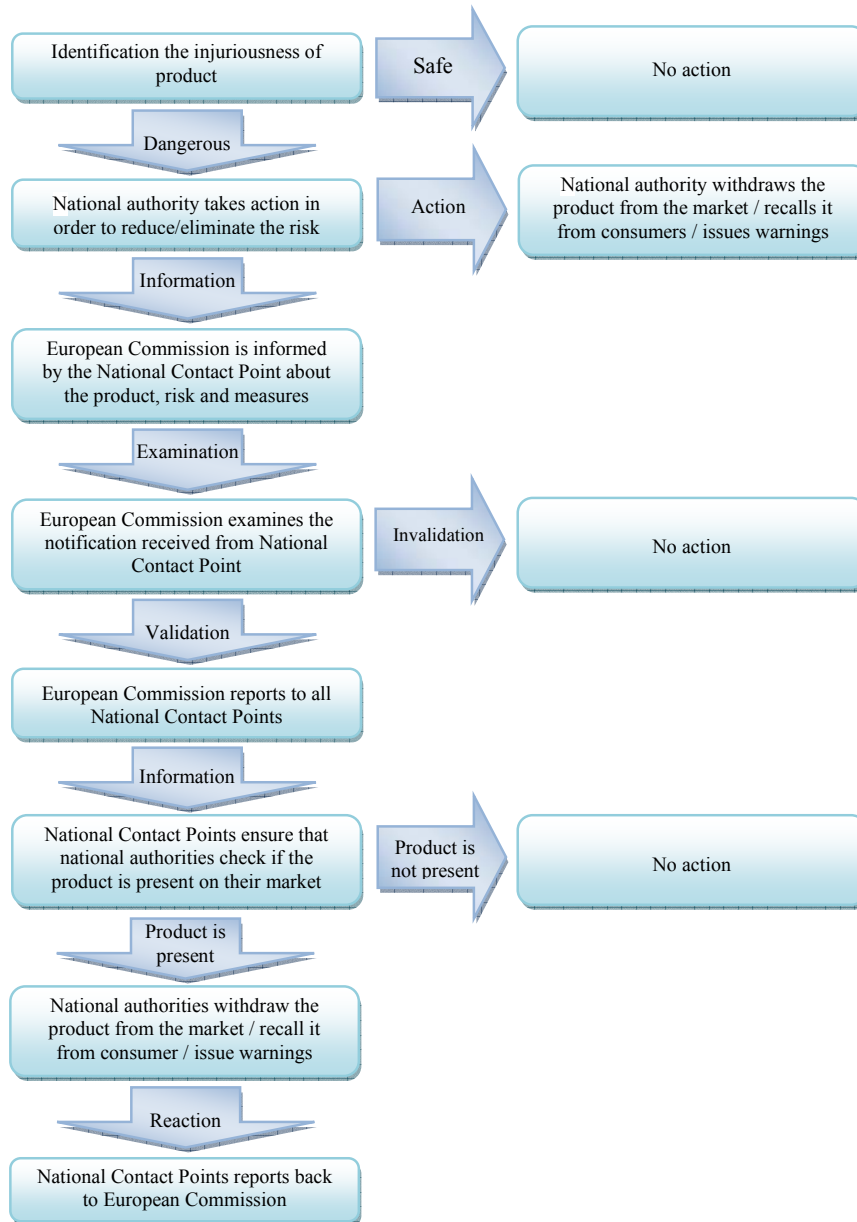 Identification the injuriousness of
product
Safe
No action
Dangerous
National authority takes action in
order to reduce/eliminate the risk
Action
National authority withdraws the
product from the market / recalls it
from consumers / issues warnings
Information
European Commission is informed
by the National Contact Point about
the product, risk and measures
Examination
European Commission examines the
notification received from National
Contact Point
Invalidation
No action
Validation
European Commission reports to all
National Contact Points
Information
National Contact Points ensure that
national authorities check if the
product is present on their market
Product is
not present
No action
Product is
present
National authorities withdraw the
product from the market / recall it
from consumer / issue warnings
Reaction
National Contact Points reports back
to European Commission